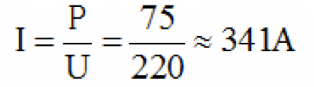 I = P/U = 75/220 ≈ 341A